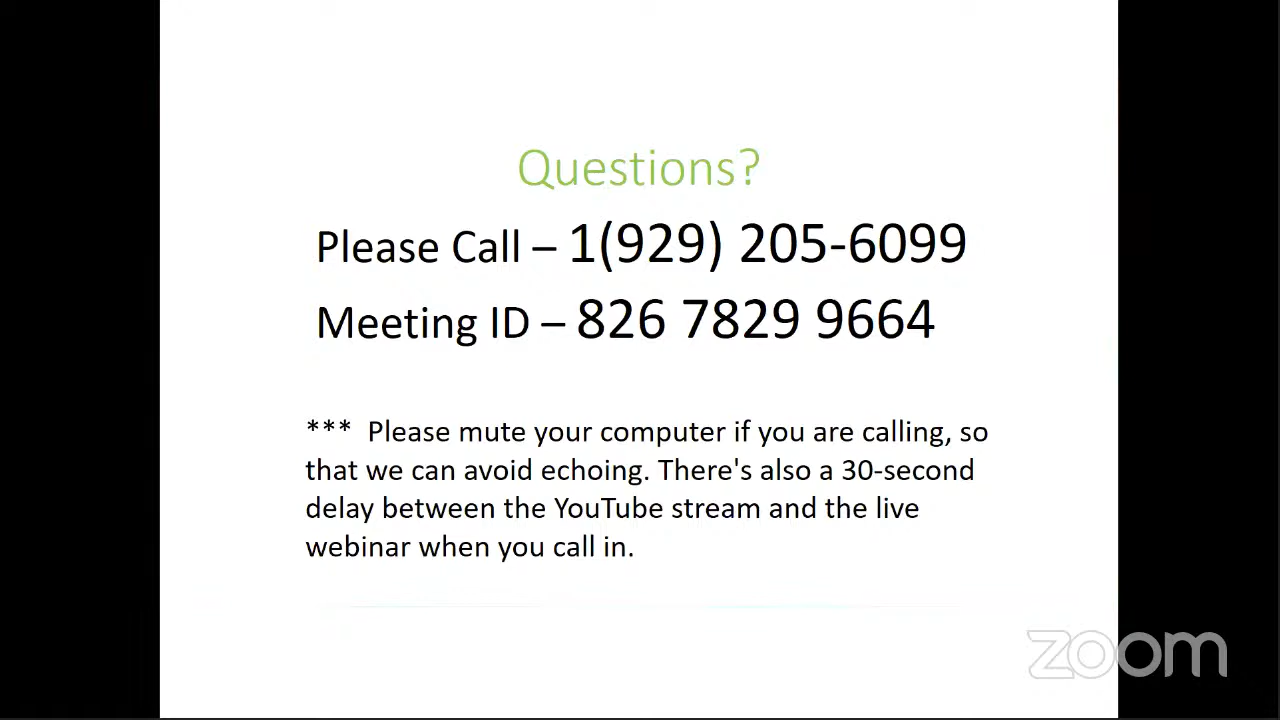 Questions?
Please Call – 1(929) 205-6099
Meeting ID – 826 7829 9664
*** Please mute your computer if you are calling, so
that we can avoid echoing. There's also a 30-second
delay between the YouTube stream and the live
webinar when you call in.
zoom